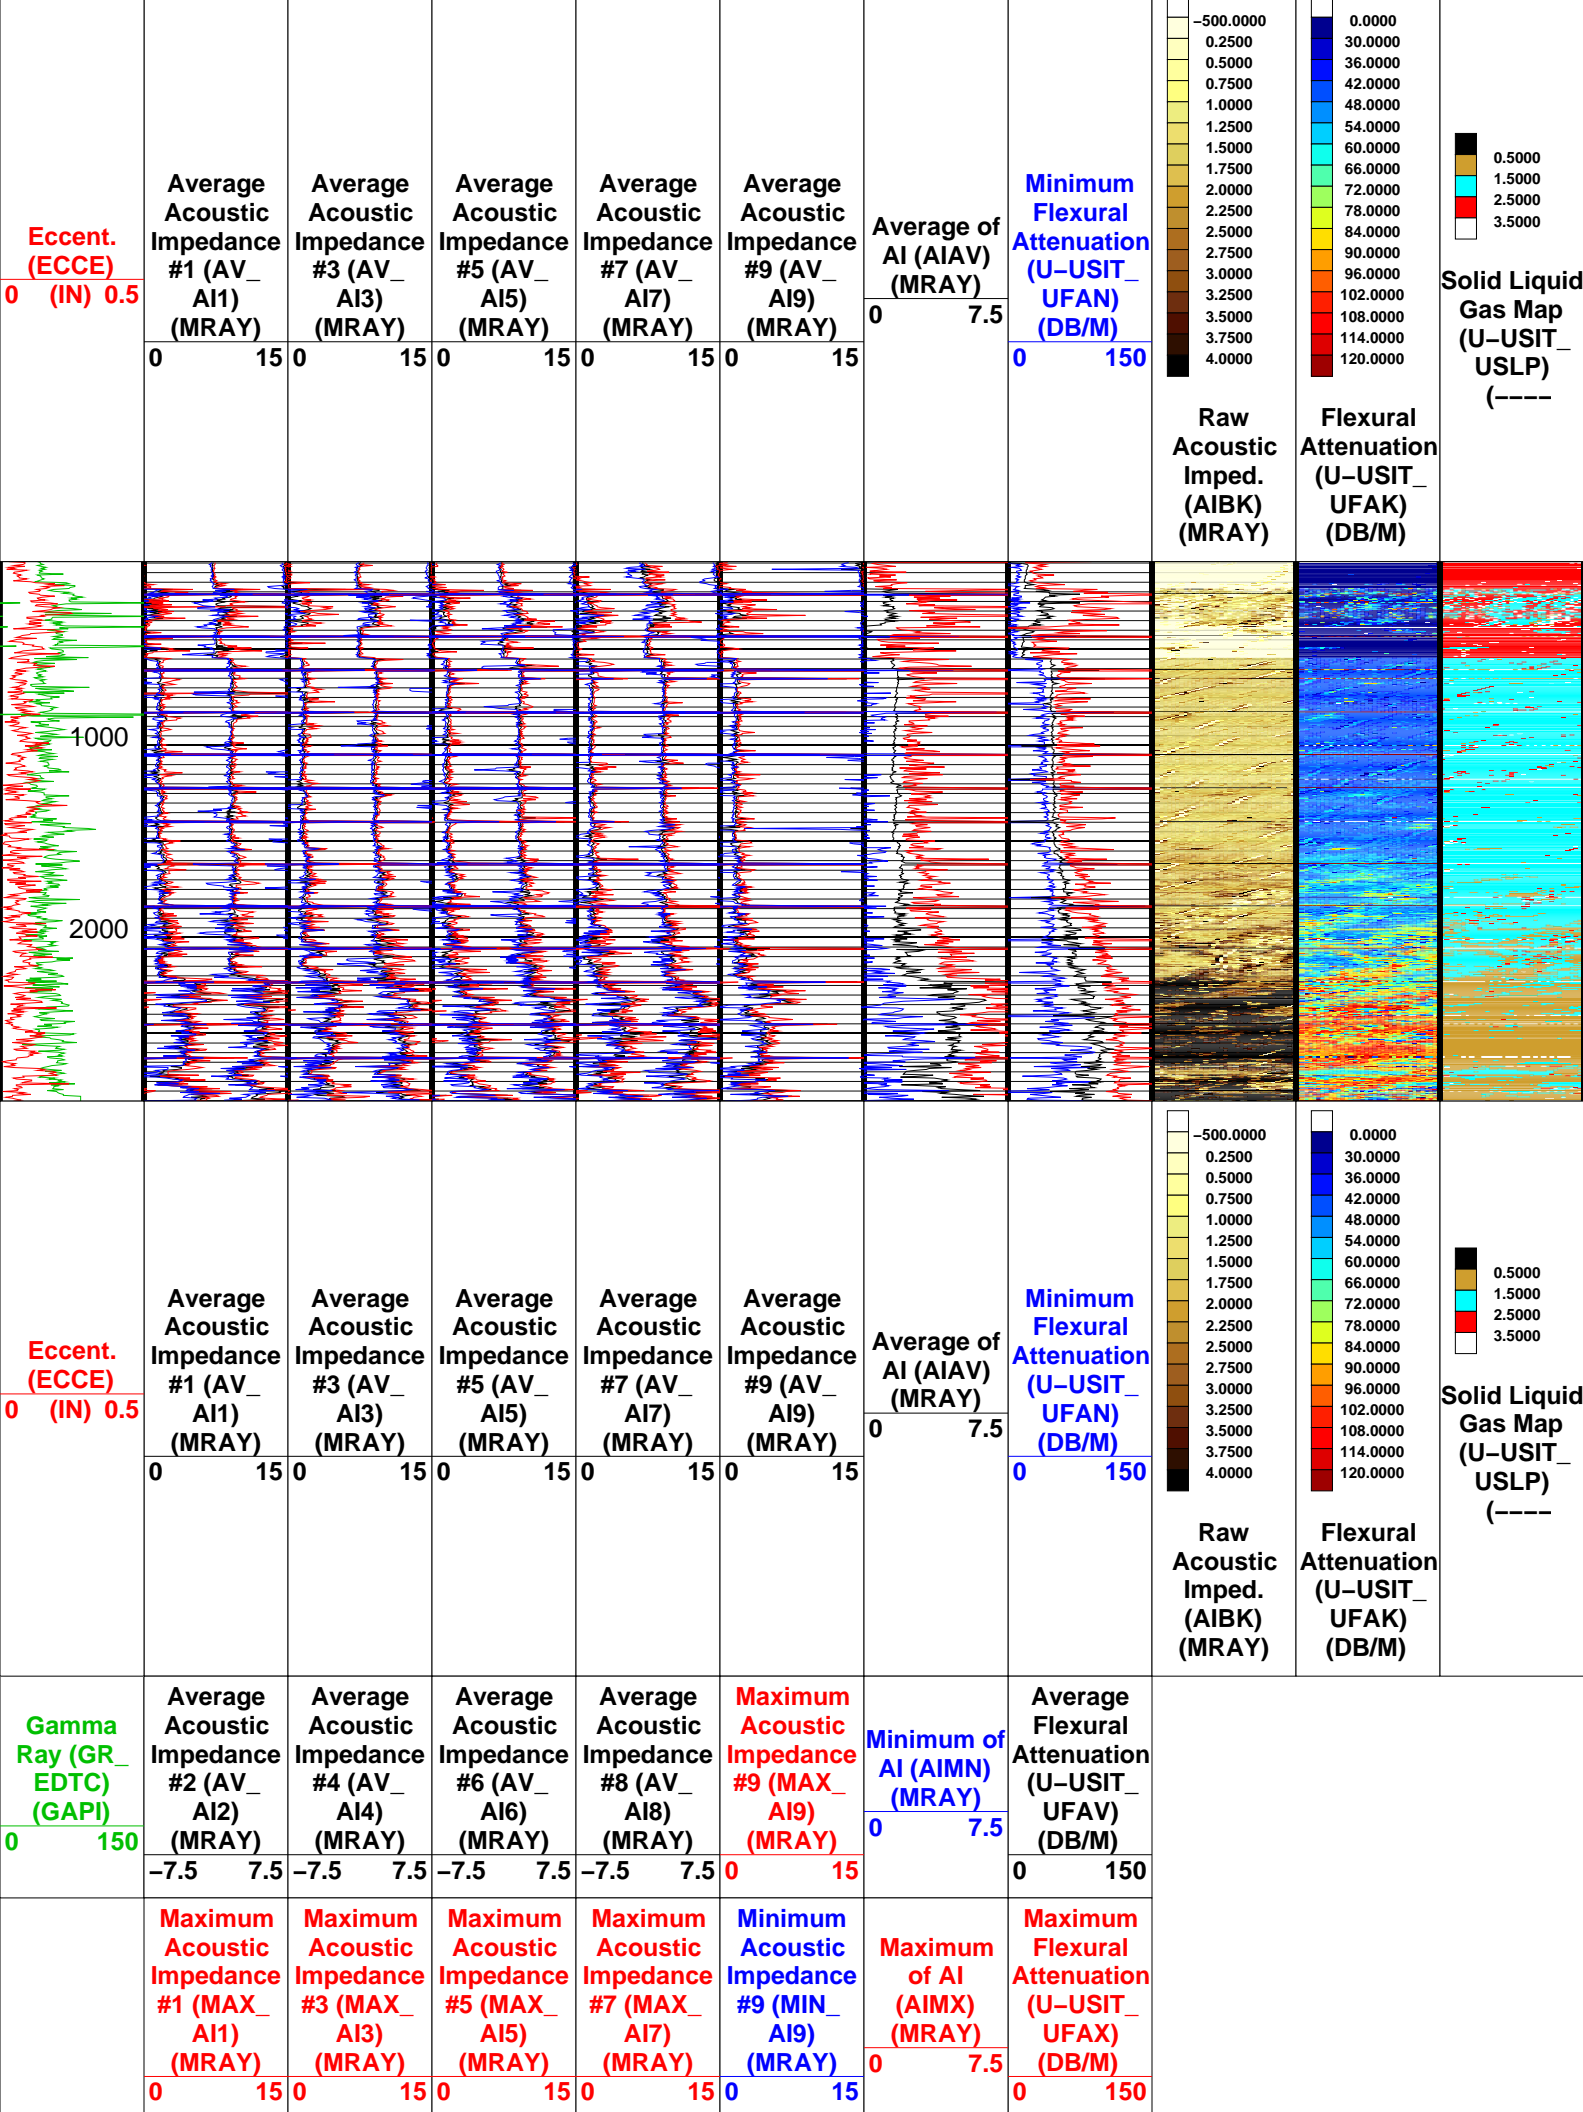 Eccent.
(ECCE)
0 (IN) 0.5
Average
Acoustic
Impedance
#1 (AV_
AI1)
(MRAY)
0 15
Average
Acoustic
Impedance
#3 (AV_
AI3)
(MRAY)
0 15
Average
Acoustic
Impedance
#5 (AV_
AI5)
(MRAY)
0 15
Average
Acoustic
Impedance
#7 (AV_
AI7)
(MRAY)
0 15
Average
Acoustic
Impedance
#9 (AV_
AI9)
(MRAY)
0 15
Average of
AI (AIAV)
(MRAY)
0 7.5
Minimum
Flexural
Attenuation
(U−USIT_
UFAN)
(DB/M)
0 150
−500.0000
0.2500
0.5000
0.7500
1.0000
1.2500
1.5000
1.7500
2.0000
2.2500
2.5000
2.7500
3.0000
3.2500
3.5000
3.7500
4.0000
Raw
Acoustic
Imped.
(AIBK)
(MRAY)
0.0000
30.0000
36.0000
42.0000
48.0000
54.0000
60.0000
66.0000
72.0000
78.0000
84.0000
90.0000
96.0000
102.0000
108.0000
114.0000
120.0000
Flexural
Attenuation
(U−USIT_
UFAK)
(DB/M)
0.5000
1.5000
2.5000
3.5000
Solid Liquid
Gas Map
(U−USIT_
USLP)
(−−−−
1000
2000
Eccent.
(ECCE)
0 (IN) 0.5
Average
Acoustic
Impedance
#1 (AV_
AI1)
(MRAY)
0 15
Average
Acoustic
Impedance
#3 (AV_
AI3)
(MRAY)
0 15
Average
Acoustic
Impedance
#5 (AV_
AI5)
(MRAY)
0 15
Average
Acoustic
Impedance
#7 (AV_
AI7)
(MRAY)
0 15
Average
Acoustic
Impedance
#9 (AV_
AI9)
(MRAY)
0 15
Average of
AI (AIAV)
(MRAY)
0 7.5
Minimum
Flexural
Attenuation
(U−USIT_
UFAN)
(DB/M)
0 150
−500.0000
0.2500
0.5000
0.7500
1.0000
1.2500
1.5000
1.7500
2.0000
2.2500
2.5000
2.7500
3.0000
3.2500
3.5000
3.7500
4.0000
Raw
Acoustic
Imped.
(AIBK)
(MRAY)
0.0000
30.0000
36.0000
42.0000
48.0000
54.0000
60.0000
66.0000
72.0000
78.0000
84.0000
90.0000
96.0000
102.0000
108.0000
114.0000
120.0000
Flexural
Attenuation
(U−USIT_
UFAK)
(DB/M)
0.5000
1.5000
2.5000
3.5000
Solid Liquid
Gas Map
(U−USIT_
USLP)
(−−−−
Gamma
Ray (GR_
EDTC)
(GAPI)
0 150
Average
Acoustic
Impedance
#2 (AV_
AI2)
(MRAY)
−7.5 7.5
Average
Acoustic
Impedance
#4 (AV_
AI4)
(MRAY)
−7.5 7.5
Average
Acoustic
Impedance
#6 (AV_
AI6)
(MRAY)
−7.5 7.5
Average
Acoustic
Impedance
#8 (AV_
AI8)
(MRAY)
−7.5 7.5
Maximum
Acoustic
Impedance
#9 (MAX_
AI9)
(MRAY)
0 15
Minimum of
AI (AIMN)
(MRAY)
0 7.5
Average
Flexural
Attenuation
(U−USIT_
UFAV)
(DB/M)
0 150
Maximum
Acoustic
Impedance
#1 (MAX_
AI1)
(MRAY)
0 15
Maximum
Acoustic
Impedance
#3 (MAX_
AI3)
(MRAY)
0 15
Maximum
Acoustic
Impedance
#5 (MAX_
AI5)
(MRAY)
0 15
Maximum
Acoustic
Impedance
#7 (MAX_
AI7)
(MRAY)
0 15
Minimum
Acoustic
Impedance
#9 (MIN_
AI9)
(MRAY)
0 15
Maximum
of AI
(AIMX)
(MRAY)
0 7.5
Maximum
Flexural
Attenuation
(U−USIT_
UFAX)
(DB/M)
0 150